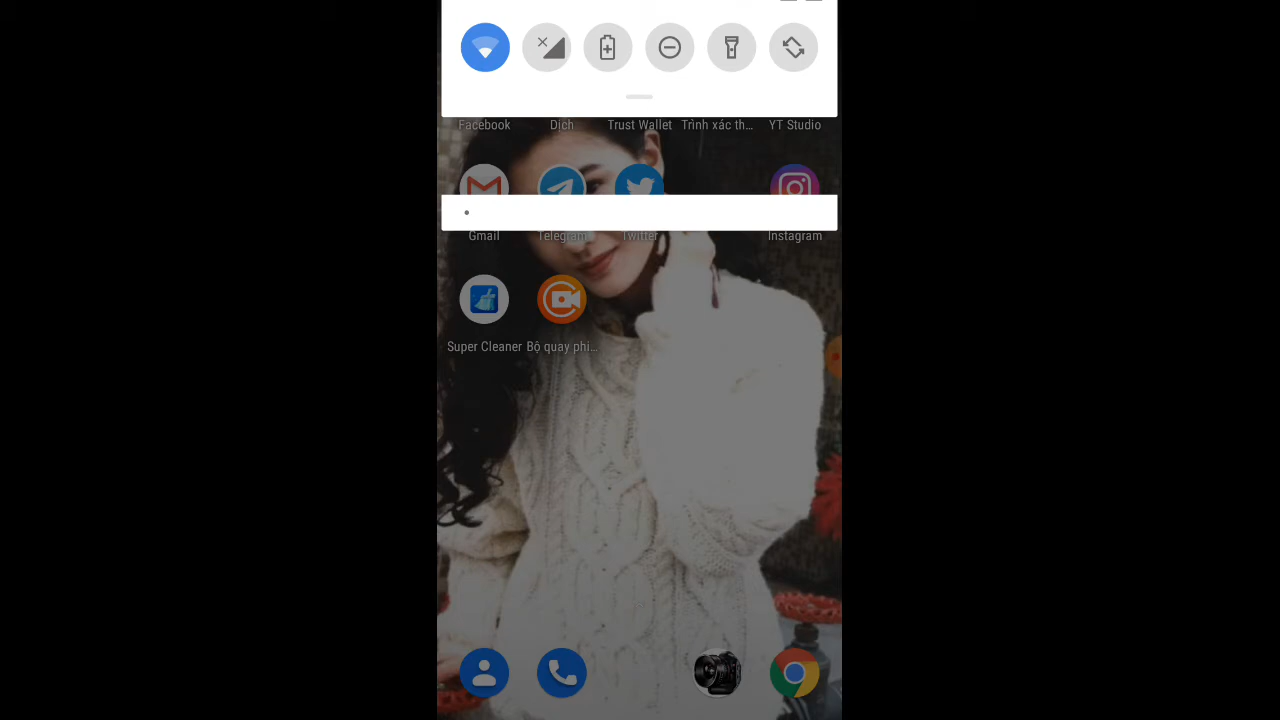 Facebook Dịch Trust Wallet Trình xác th... YT Studio
Gmail Telegram Twitter Instagram
Super Cleaner Bộ quay phi...